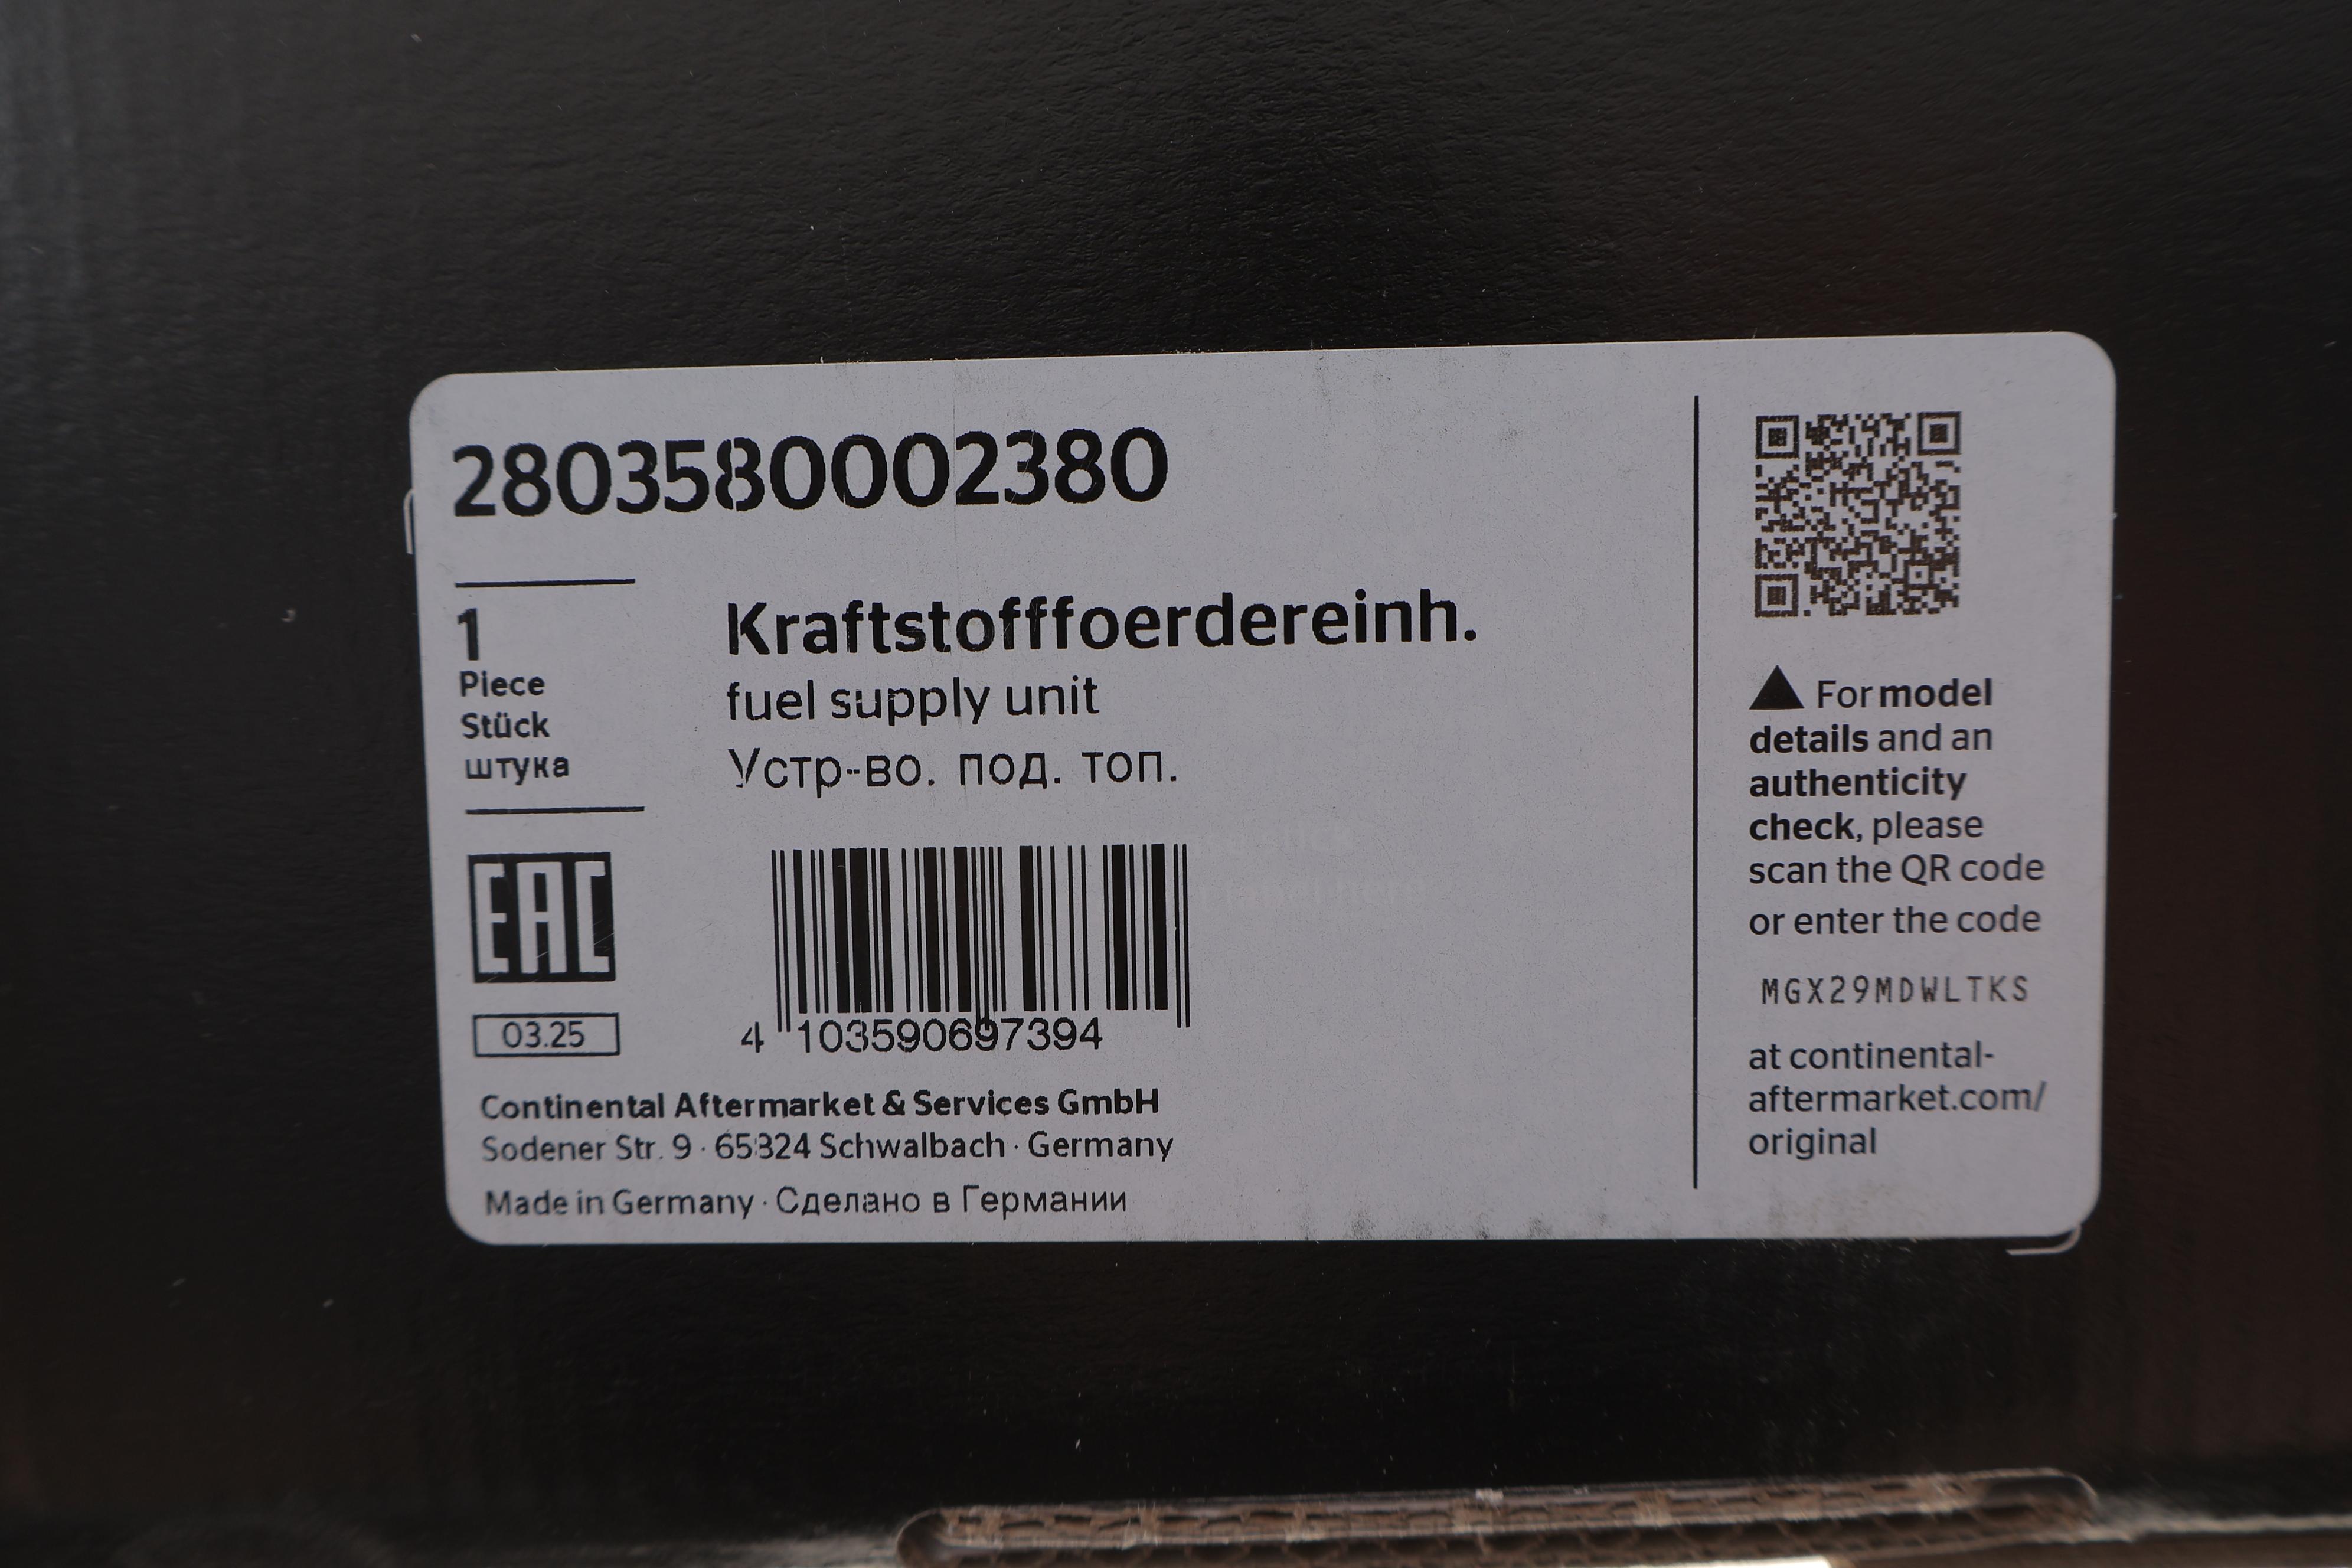 2803580002380
1
Piece
Stück
штука
Kraftstofffoerdereinh.
fuel supply unit
Устр-во. под. топ.
EAC
03.25
4 103590697394
Continental Aftermarket & Services GmbH
Sodener Str. 9 · 65824 Schwalbach · Germany
Made in Germany · Сделано в Германии
▲ For model
details and an
authenticity
check, please
scan the QR code
or enter the code
MGX29MDWLTKS
at continental-
aftermarket.com/
original